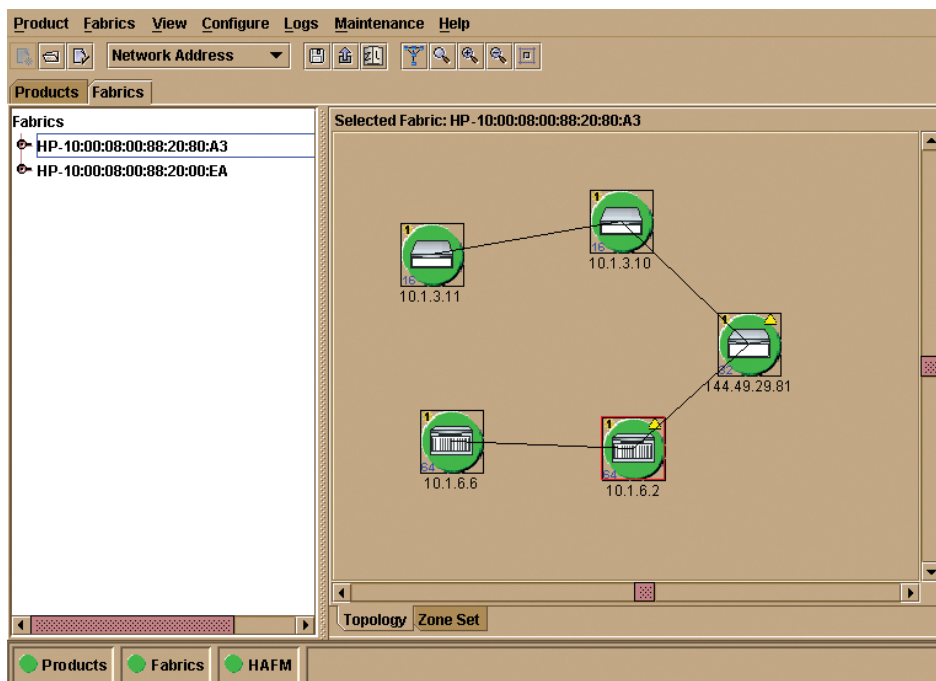 Product Fabrics View Configure Logs Maintenance Help
Network Address
Products Fabrics
Fabrics
HP-10:00:08:00:88:20:80:A3
HP-10:00:08:00:88:20:00:EA
Selected Fabric: HP-10:00:08:00:88:20:80:A3
1
16
10.1.3.10
1
16
10.1.3.11
1
32
144.49.29.81
1
64
10.1.6.6
1
64
10.1.6.2
Topology Zone Set
Products Fabrics HAFM